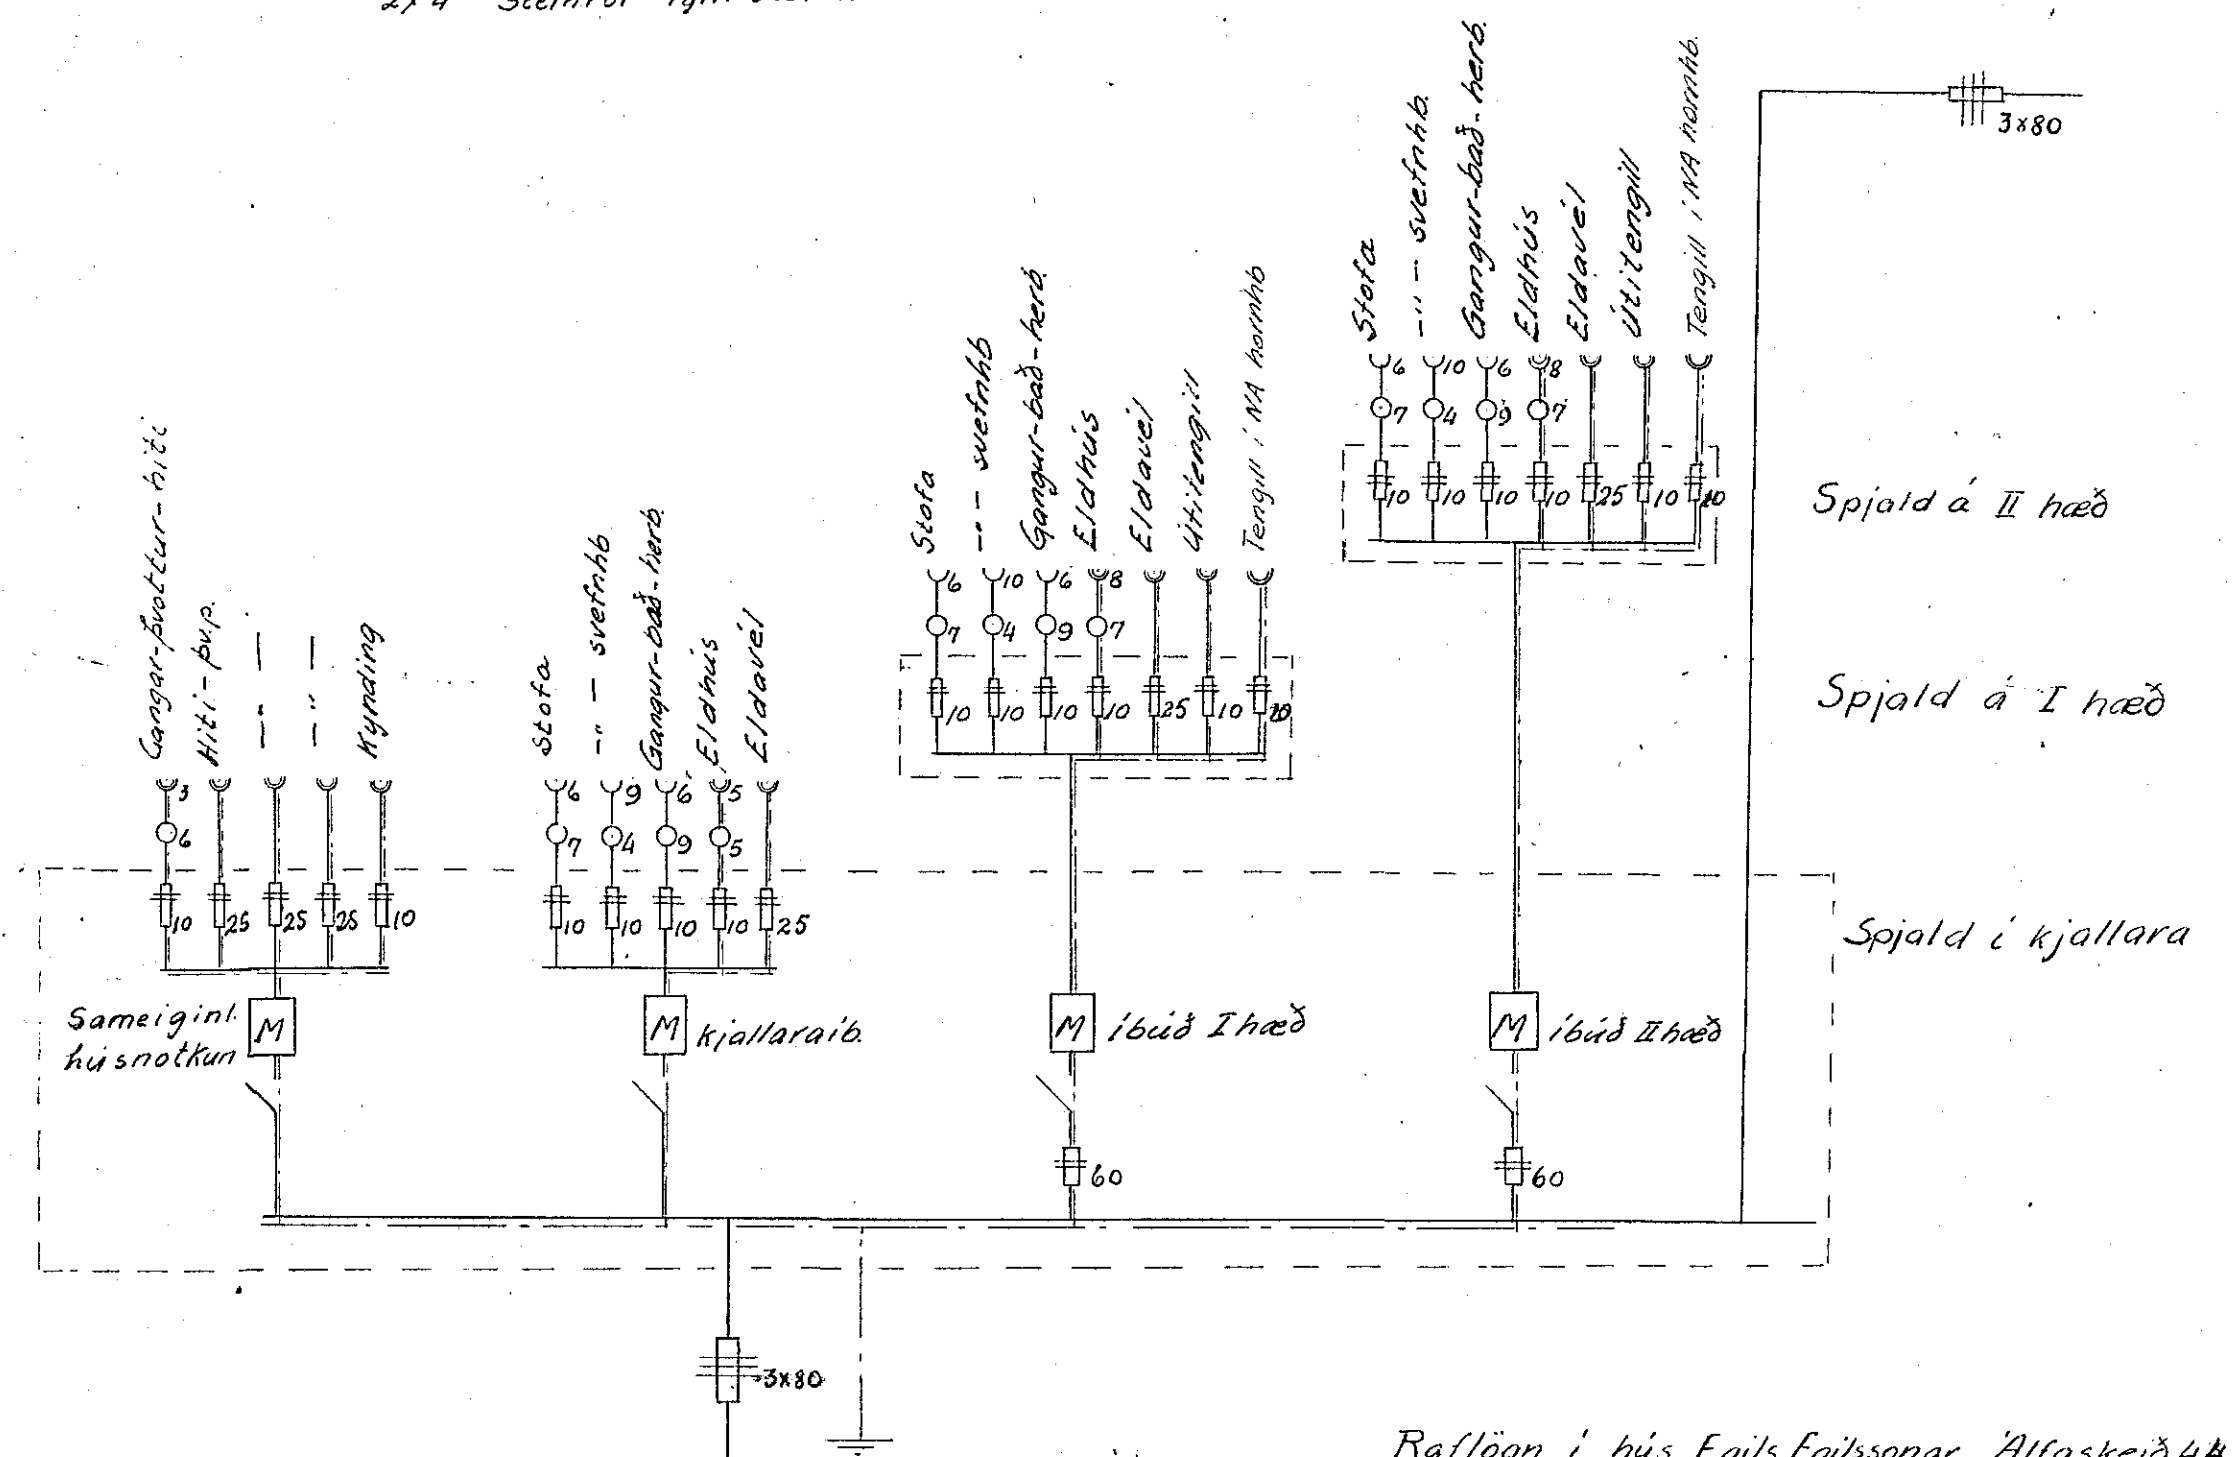 2x4"
Stofa
-"- svefnhb.
Gangur-bað-herb.
Eldhús
Eldavél
Útitengill
Tengill í NA hornhb.
3x80
6 10 6 8
7 4 9 7
10 10 10 10 25 10
Spjald á II hæð
Stofa
-"- svefnhb
Gangur-bað-herb.
Eldhús
Eldavél
Útitengill
Tengill í NA hornhb
6 10 6 8
7 4 9 7
10 10 10 10 25 10
Spjald á I hæð
Gangar-þvottur-hiti
Hiti-þv.p.
-"-
-"-
Kynding
3
6
10 25 25 25 10
Stofa
-"- svefnhb
Gangur-bað-herb.
Eldhús
Eldavél
6 9 6 5
7 4 9 5
10 10 10 10 25
Spjald í kjallara
Sameiginl.
húsnotkun
M
M kjallaraíb.
M íbúð I hæð
M íbúð II hæð
60
60
3x80
Raflögn í hús Egils Egilssonar Álfaskeið